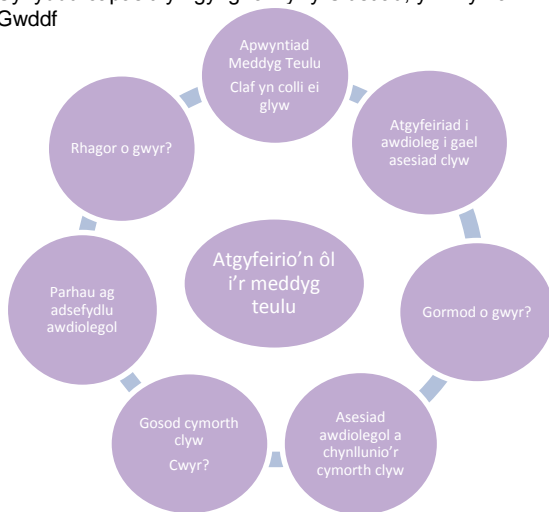 Gwddf
Apwyntiad
Meddyg Teulu
Claf yn colli ei
glyw
Atgyfeiriad i
awdioleg i gael
asesiad clyw
Gormod o gwyr?
Asesiad
awdiolegol a
chynllunio'r
cymorth clyw
Gosod cymorth
clyw
Cwyr?
Parhau ag
adsefydlu
awdiolegol
Rhagor o gwyr?
Atgyfeirio'n ôl
i'r meddyg
teulu